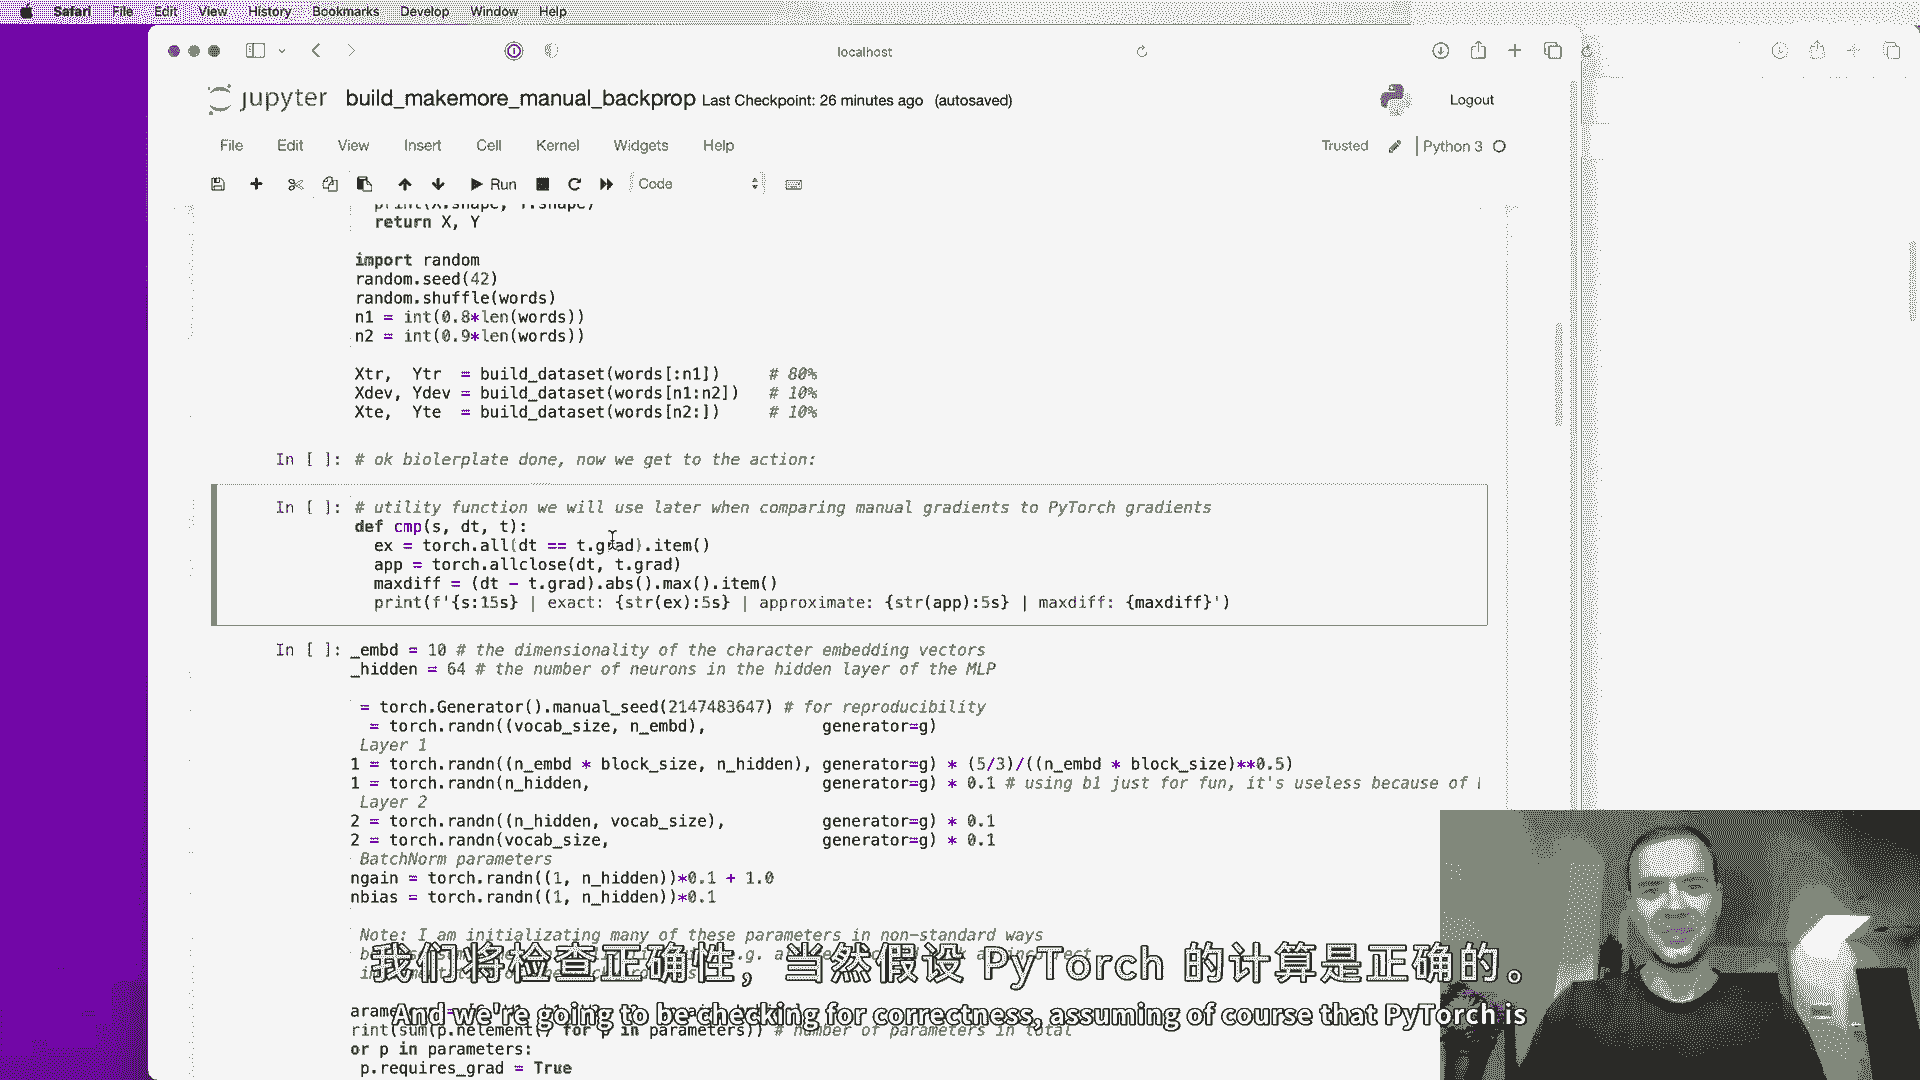 Safari File Edit View History Bookmarks Develop Window Help
localhost
jupyter build_makemore_manual_backprop Last Checkpoint: 26 minutes ago (autosaved)
Logout
File Edit View Insert Cell Kernel Widgets Help
Trusted Python 3
Run Code
print(X.shape, Y.shape)
return X, Y
import random
random.seed(42)
random.shuffle(words)
n1 = int(0.8*len(words))
n2 = int(0.9*len(words))
Xtr, Ytr = build_dataset(words[:n1]) # 80%
Xdev, Ydev = build_dataset(words[n1:n2]) # 10%
Xte, Yte = build_dataset(words[n2:]) # 10%
In [ ]: # ok biolerplate done, now we get to the action:
In [ ]: # utility function we will use later when comparing manual gradients to PyTorch gradients
def cmp(s, dt, t):
ex = torch.all(dt == t.grad).item()
app = torch.allclose(dt, t.grad)
maxdiff = (dt - t.grad).abs().max().item()
print(f'{s:15s} | exact: {str(ex):5s} | approximate: {str(app):5s} | maxdiff: {maxdiff}')
In [ ]: _embd = 10 # the dimensionality of the character embedding vectors
_hidden = 64 # the number of neurons in the hidden layer of the MLP
= torch.Generator().manual_seed(2147483647) # for reproducibility
= torch.randn((vocab_size, n_embd), generator=g)
Layer 1
1 = torch.randn((n_embd * block_size, n_hidden), generator=g) * (5/3)/((n_embd * block_size)**0.5)
1 = torch.randn(n_hidden, generator=g) * 0.1 # using b1 just for fun, it's useless because of
Layer 2
2 = torch.randn((n_hidden, vocab_size), generator=g) * 0.1
2 = torch.randn(vocab_size, generator=g) * 0.1
BatchNorm parameters
ngain = torch.randn((1, n_hidden))*0.1 + 1.0
nbias = torch.randn((1, n_hidden))*0.1
Note: I am initializating many of these parameters in non-standard ways
我们将检查正确性，当然假设 PyTorch 的计算是正确的。
And we're going to be checking for correctness, assuming of course that PyTorch is
rint(sum(p.nelement() for p in parameters)) # number of parameters in total
or p in parameters:
p.requires_grad = True